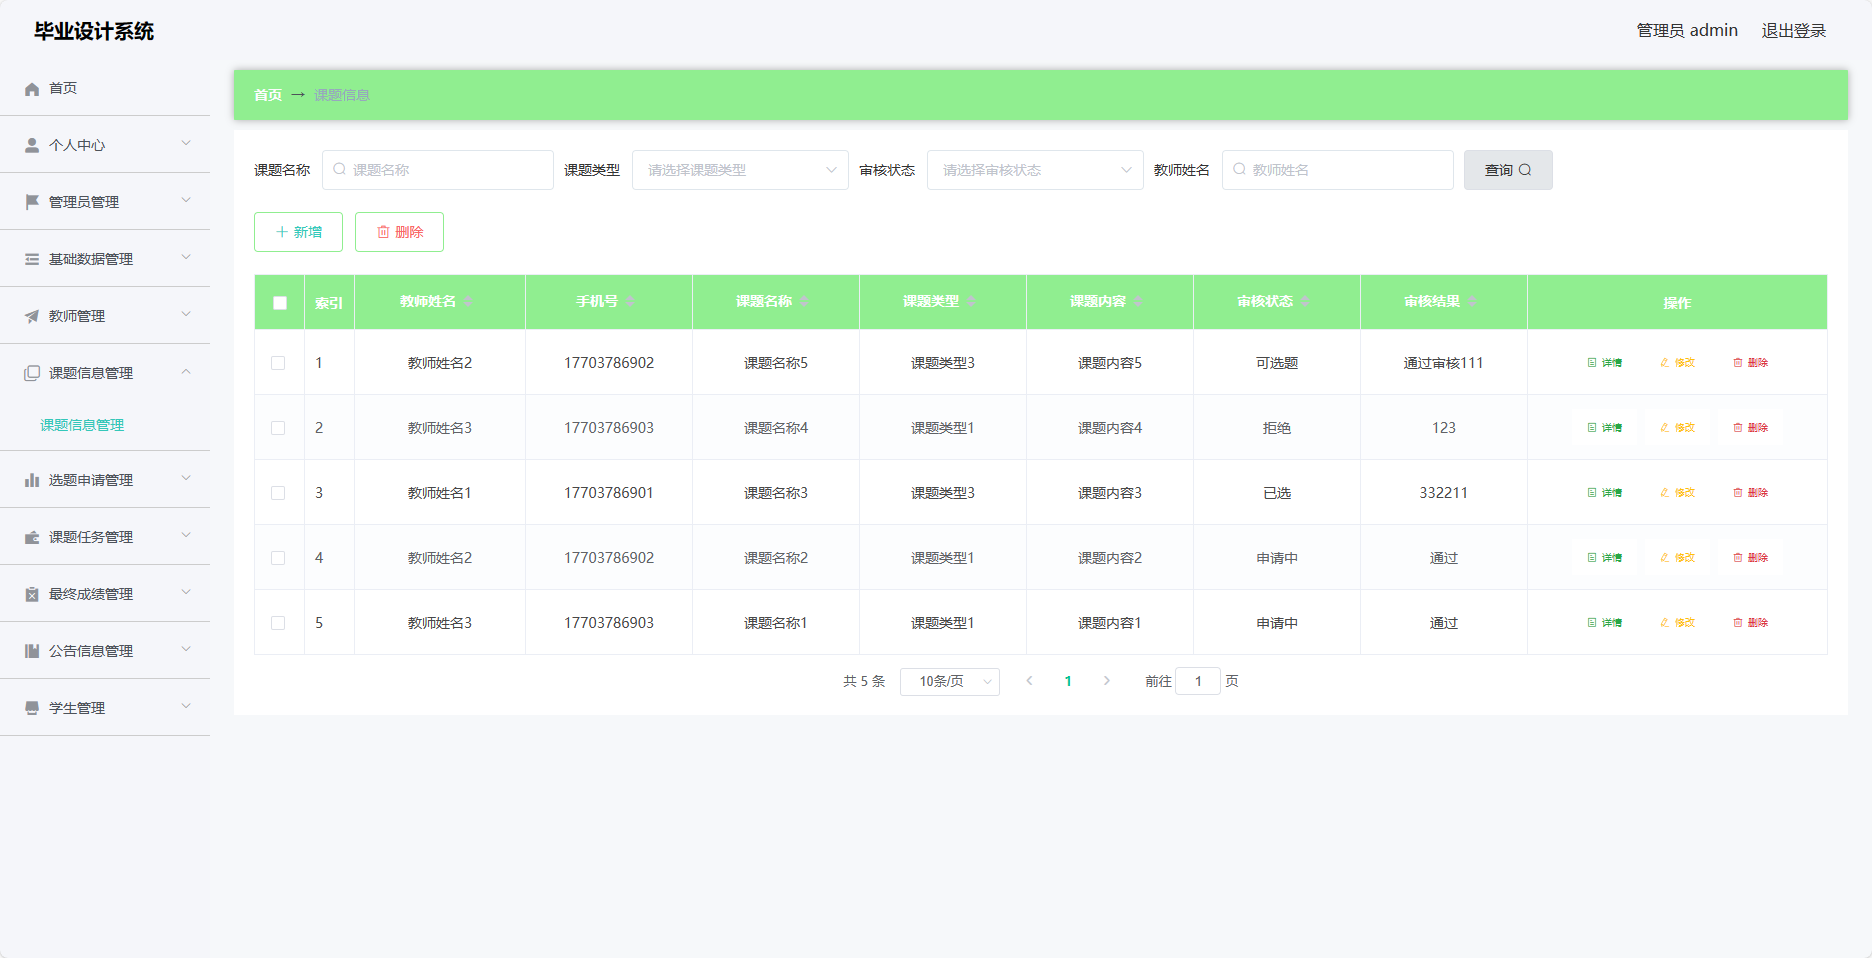 毕业设计系统
管理员 admin 退出登录
首页
个人中心
管理员管理
基础数据管理
教师管理
课题信息管理
课题信息管理
选题申请管理
课题任务管理
最终成绩管理
公告信息管理
学生管理
首页 → 课题信息
课题名称 课题名称 课题类型 请选择课题类型 审核状态 请选择审核状态 教师姓名 教师姓名 查询
新增 删除
索引 教师姓名 手机号 课题名称 课题类型 课题内容 审核状态 审核结果 操作
1 教师姓名2 17703786902 课题名称5 课题类型3 课题内容5 可选题 通过审核111 详情 修改 删除
2 教师姓名3 17703786903 课题名称4 课题类型1 课题内容4 拒绝 123 详情 修改 删除
3 教师姓名1 17703786901 课题名称3 课题类型3 课题内容3 已选 332211 详情 修改 删除
4 教师姓名2 17703786902 课题名称2 课题类型1 课题内容2 申请中 通过 详情 修改 删除
5 教师姓名3 17703786903 课题名称1 课题类型1 课题内容1 申请中 通过 详情 修改 删除
共 5 条 10条/页 1 前往 1 页